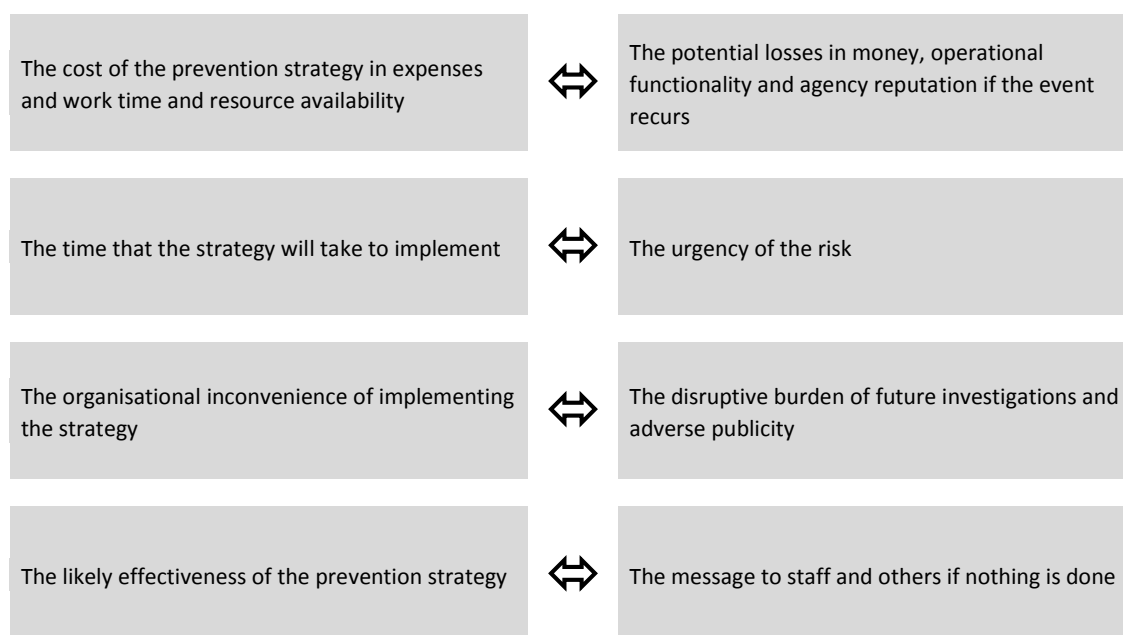 The cost of the prevention strategy in expenses
and work time and resource availability
The potential losses in money, operational
functionality and agency reputation if the event
recurs
The time that the strategy will take to implement
The urgency of the risk
The organisational inconvenience of implementing
the strategy
The disruptive burden of future investigations and
adverse publicity
The likely effectiveness of the prevention strategy
The message to staff and others if nothing is done